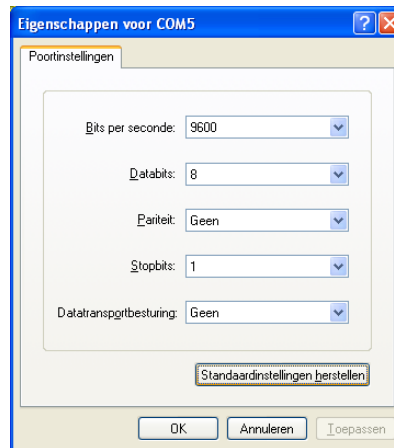 Eigenschappen voor COM5
Poortinstellingen
Bits per seconde: 9600
Databits: 8
Pariteit: Geen
Stopbits: 1
Datatransportbesturing: Geen
Standaardinstellingen herstellen
OK Annuleren Toepassen